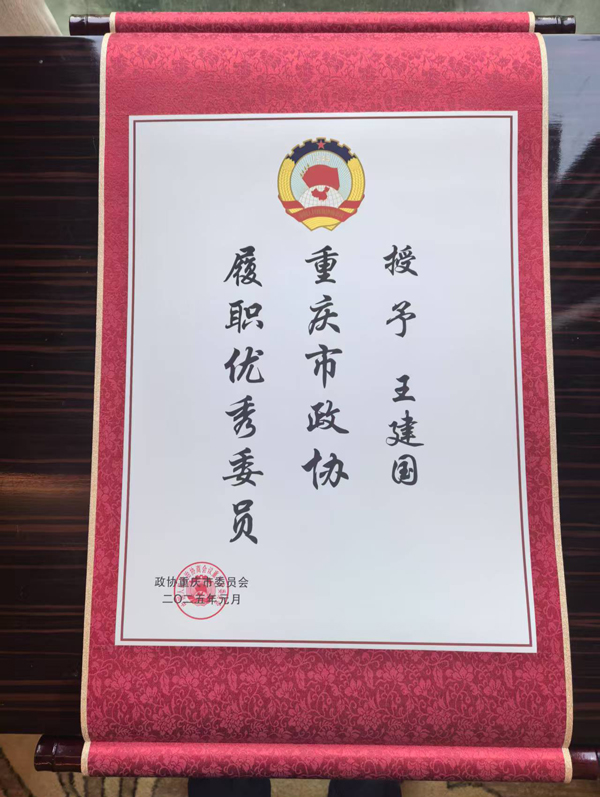 授予 王建国
重庆市政协
履职优秀委员
政协重庆市委员会
二〇二五年元月